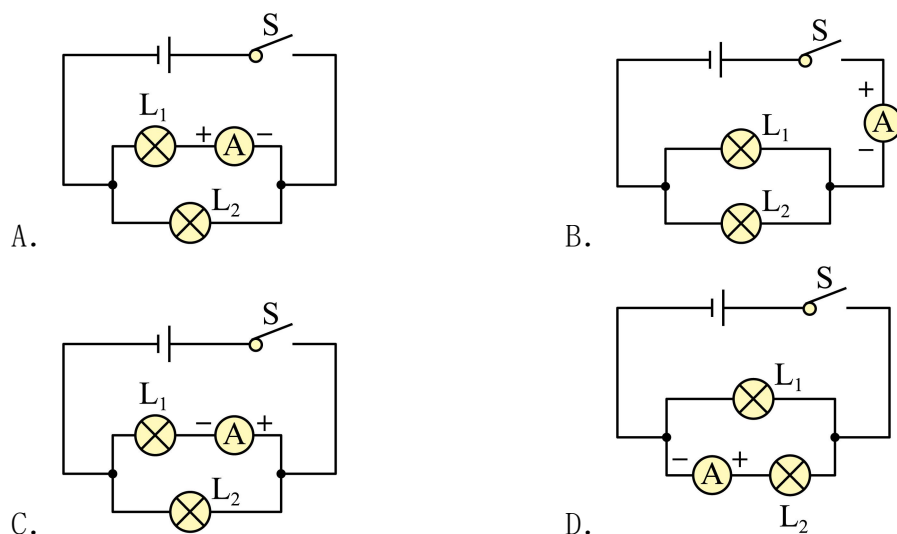 S
L₁
+ A −
L₂
A.
S
+
A
−
L₁
L₂
B.
S
L₁
− A +
L₂
C.
S
L₁
− A +
L₂
D.